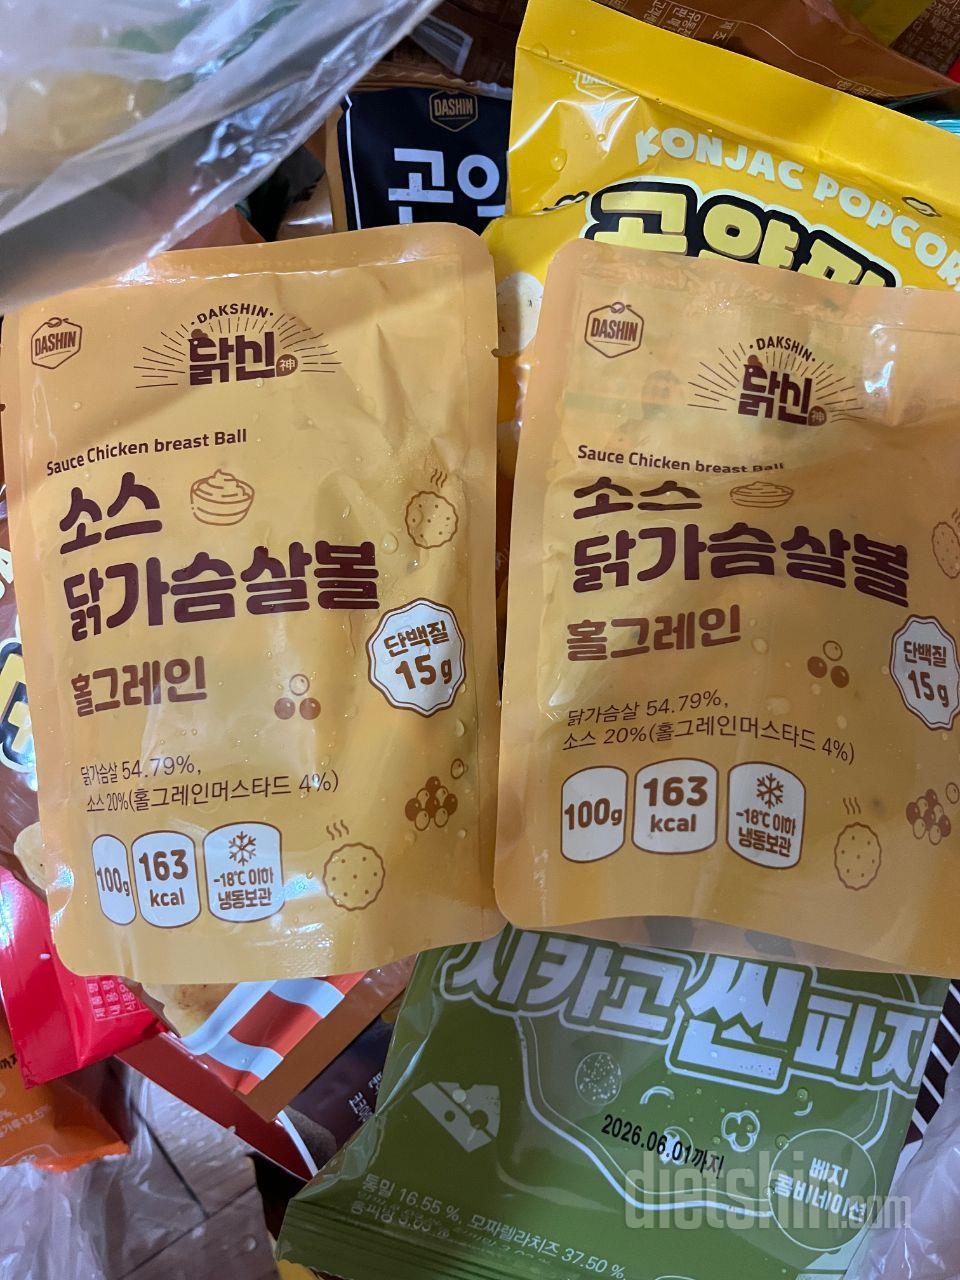 DASHIN
곤약
KONJAC POPCORN
DASHIN
DAKSHIN
닭신
神
Sauce Chicken breast Ball
소스
닭가슴살볼
홀그레인
단백질
15g
닭가슴살 54.79%,
소스 20%(홀그레인머스타드 4%)
100g
163
kcal
-18℃ 이하
냉동보관
DASHIN
DAKSHIN
닭신
神
Sauce Chicken breast Ball
소스
닭가슴살볼
홀그레인
단백질
15g
닭가슴살 54.79%,
소스 20%(홀그레인머스타드 4%)
100g
163
kcal
-18℃ 이하
냉동보관
시카고씬피자
2026.06.01까지
베지
콤비네이션
통밀 16.55 %, 모짜렐라치즈 37.50 %,
dietshin.com